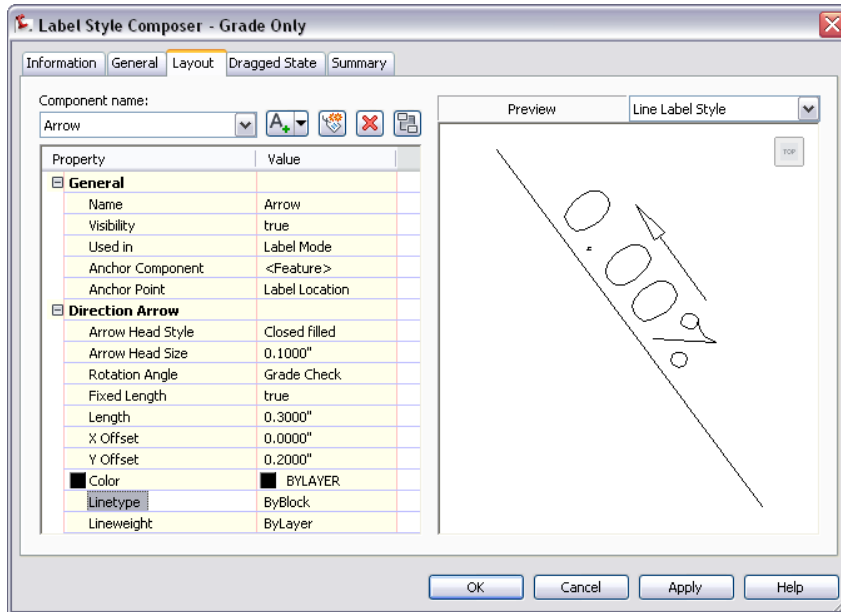 Label Style Composer - Grade Only
Information General Layout Dragged State Summary
Component name:
Arrow
Preview Line Label Style
TOP
Property Value
General
Name Arrow
Visibility true
Used in Label Mode
Anchor Component <Feature>
Anchor Point Label Location
Direction Arrow
Arrow Head Style Closed filled
Arrow Head Size 0.1000"
Rotation Angle Grade Check
Fixed Length true
Length 0.3000"
X Offset 0.0000"
Y Offset 0.2000"
Color BYLAYER
Linetype ByBlock
Lineweight ByLayer
0.00%
OK Cancel Apply Help